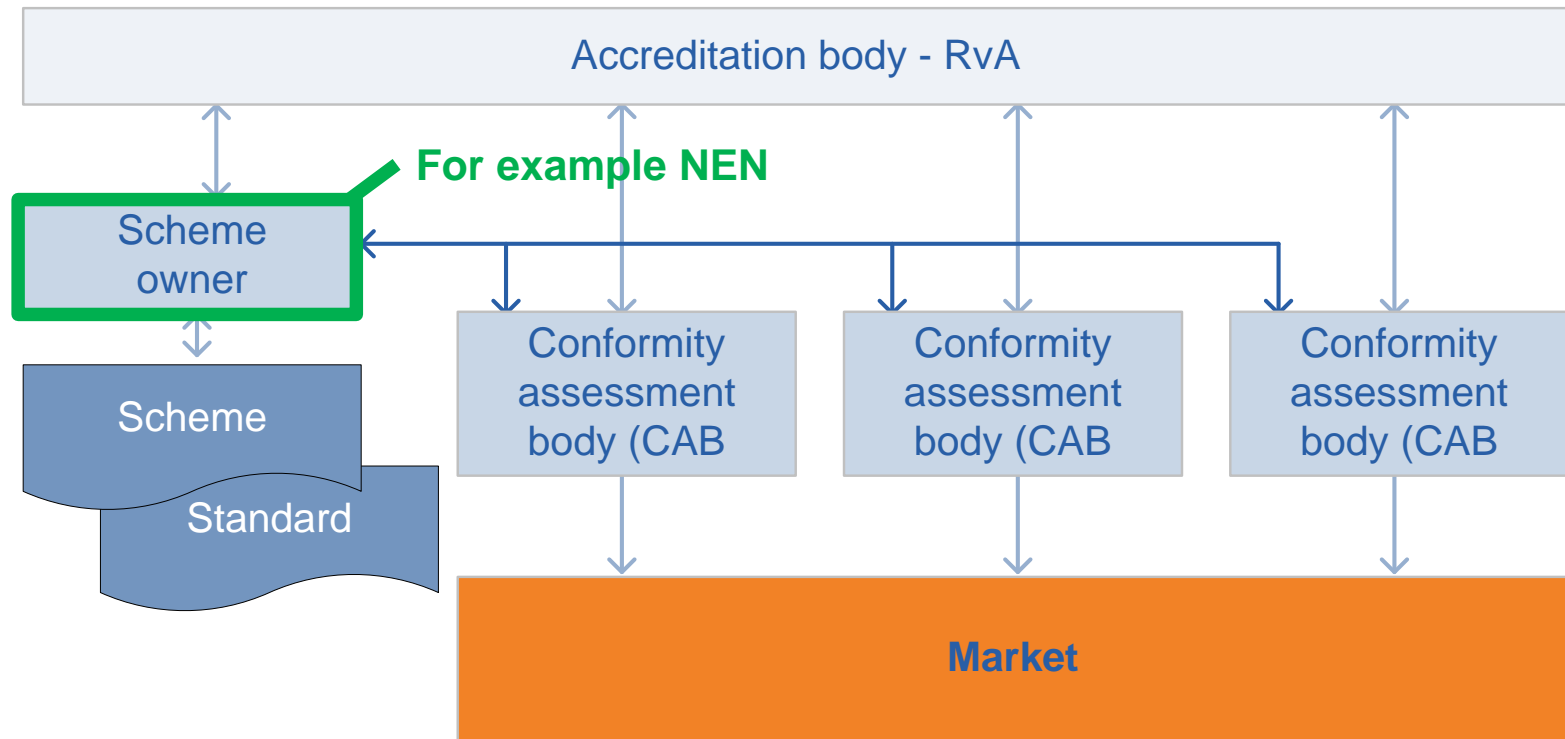 Accreditation body - RvA
For example NEN
Scheme
owner
Conformity
assessment
body (CAB
Conformity
assessment
body (CAB
Conformity
assessment
body (CAB
Scheme
Standard
Market